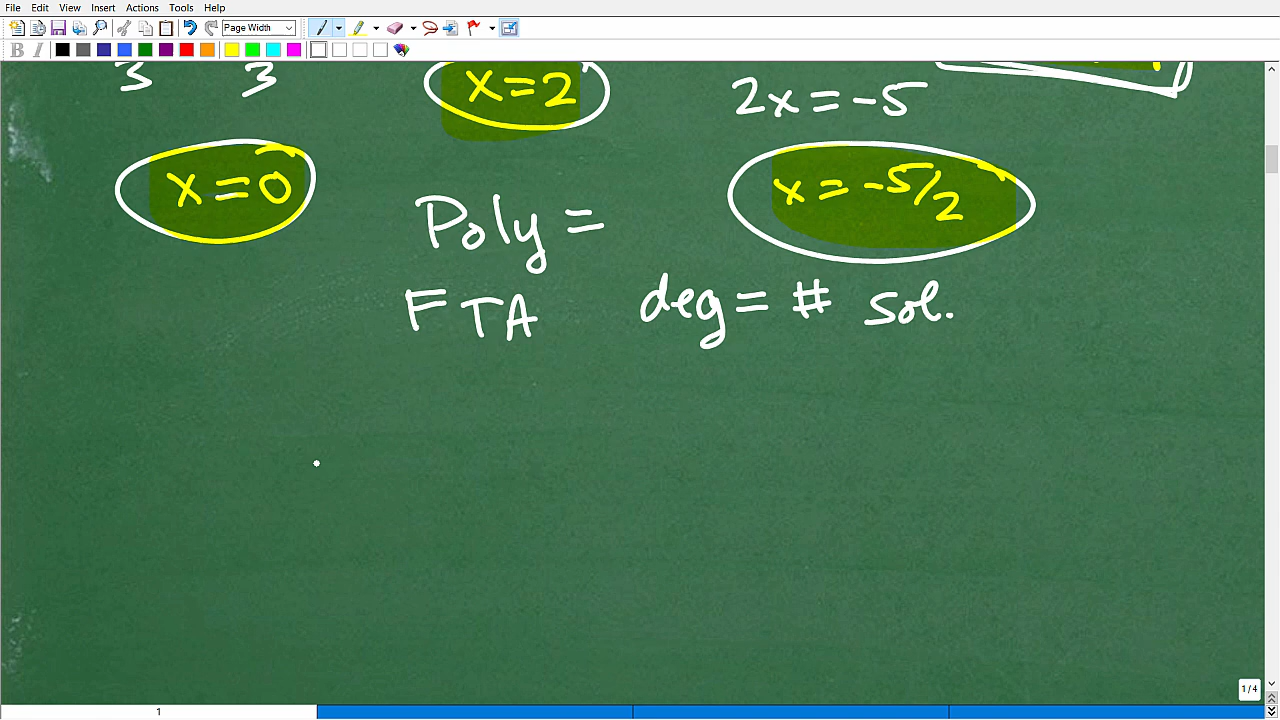 File Edit View Insert Actions Tools Help
Page Width
B I
3 3
x=2
2x=-5
x=0
x=-5/2
Poly=
FTA deg=# sol.
1/4
1